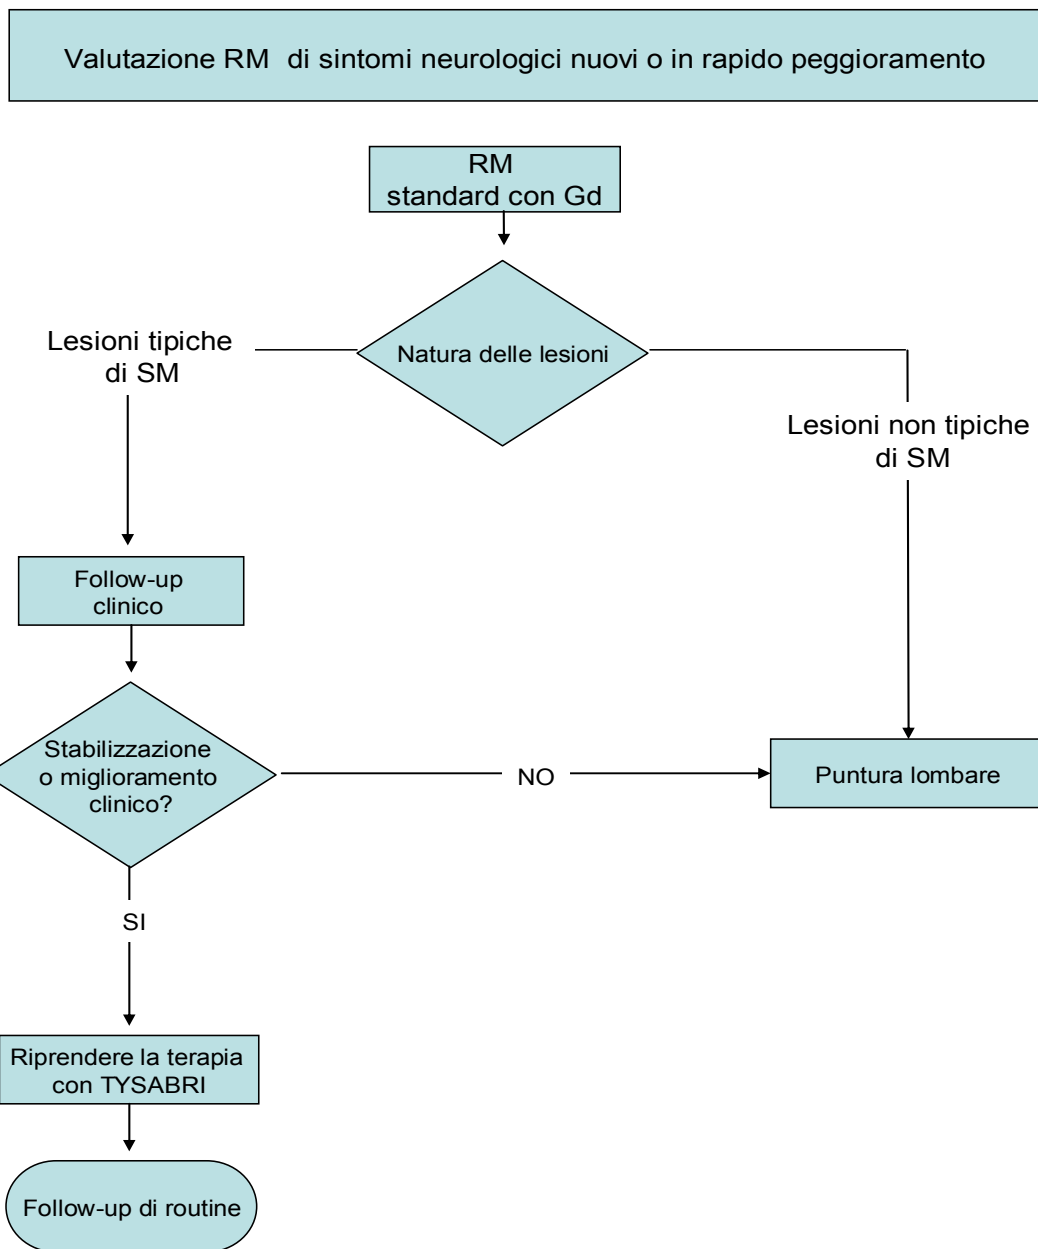 Valutazione RM di sintomi neurologici nuovi o in rapido peggioramento
RM
standard con Gd
Natura delle lesioni
Lesioni tipiche
di SM
Lesioni non tipiche
di SM
Follow-up
clinico
Stabilizzazione
o miglioramento
clinico?
NO
Puntura lombare
SI
Riprendere la terapia
con TYSABRI
Follow-up di routine